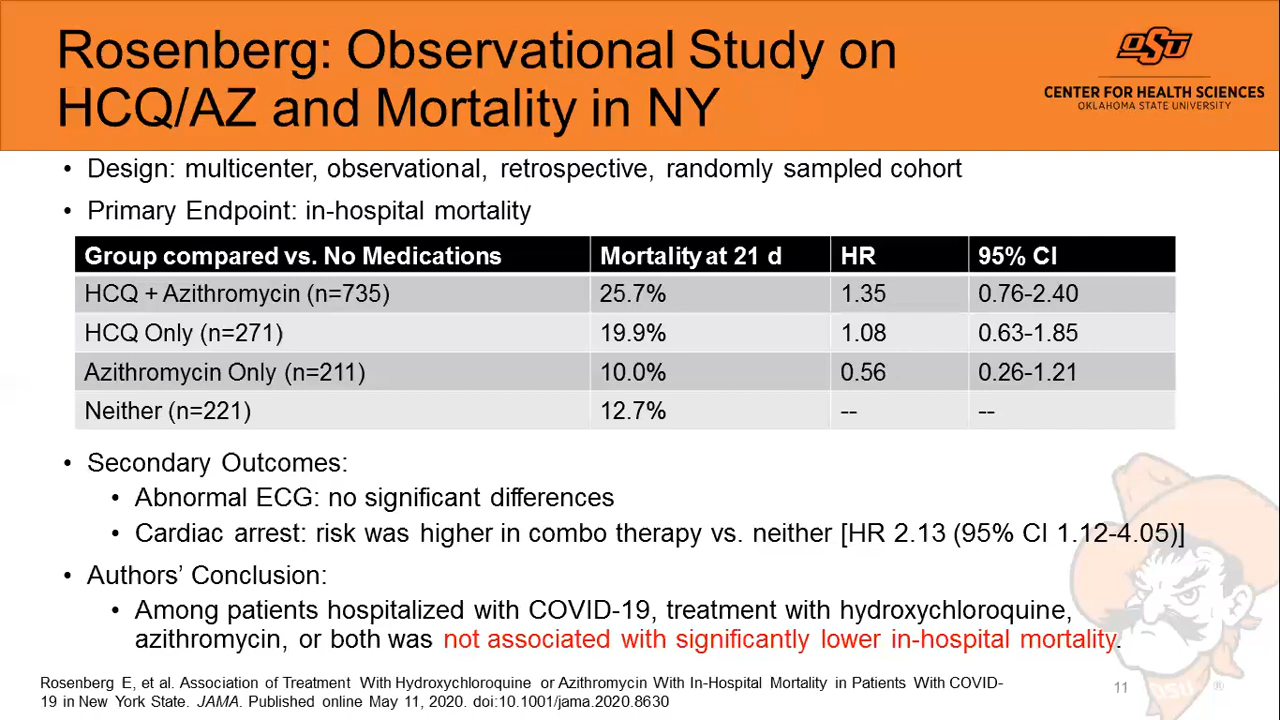 Rosenberg: Observational Study on
HCQ/AZ and Mortality in NY
OSU
CENTER FOR HEALTH SCIENCES
OKLAHOMA STATE UNIVERSITY
• Design: multicenter, observational, retrospective, randomly sampled cohort
• Primary Endpoint: in-hospital mortality
Group compared vs. No Medications Mortality at 21 d HR 95% CI
HCQ + Azithromycin (n=735) 25.7% 1.35 0.76-2.40
HCQ Only (n=271) 19.9% 1.08 0.63-1.85
Azithromycin Only (n=211) 10.0% 0.56 0.26-1.21
Neither (n=221) 12.7% -- --
• Secondary Outcomes:
• Abnormal ECG: no significant differences
• Cardiac arrest: risk was higher in combo therapy vs. neither [HR 2.13 (95% CI 1.12-4.05)]
• Authors’ Conclusion:
• Among patients hospitalized with COVID-19, treatment with hydroxychloroquine,
azithromycin, or both was not associated with significantly lower in-hospital mortality.
Rosenberg E, et al. Association of Treatment With Hydroxychloroquine or Azithromycin With In-Hospital Mortality in Patients With COVID-
19 in New York State. JAMA. Published online May 11, 2020. doi:10.1001/jama.2020.8630
11
OSU ®